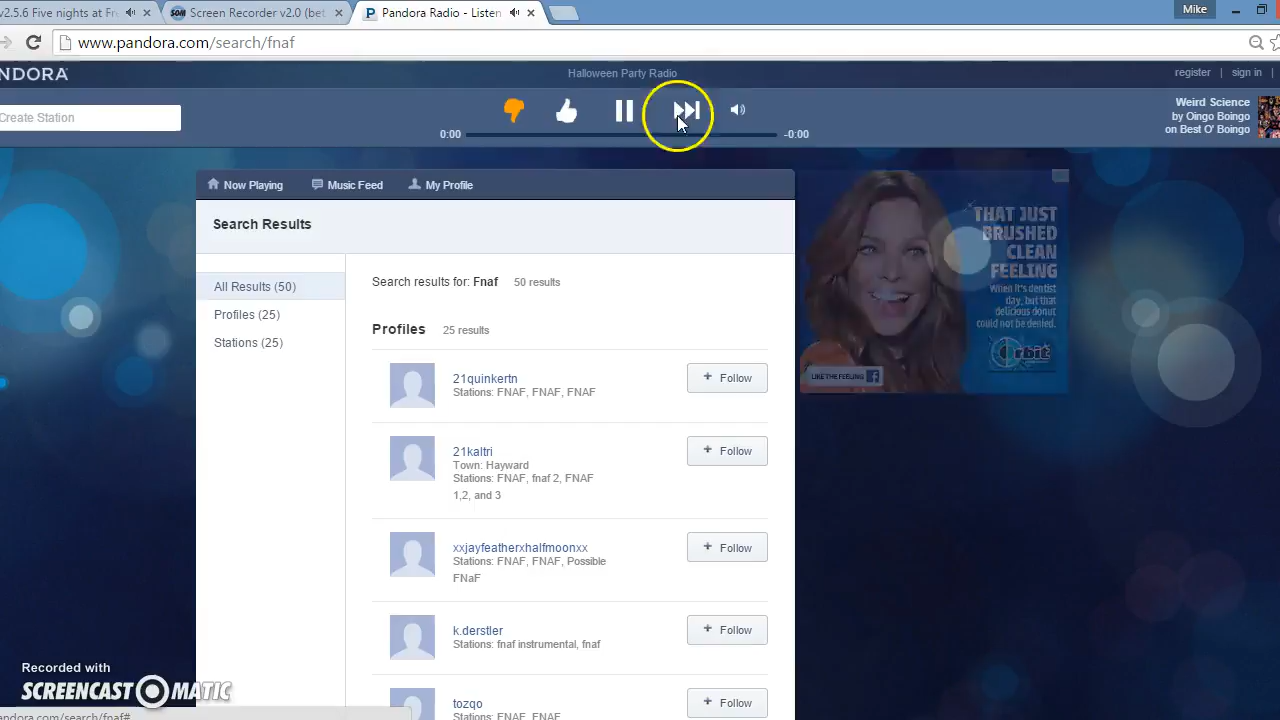 v2.5.6 Five nights at Fr
Screen Recorder v2.0 (bet
Pandora Radio - Listen
Mike
www.pandora.com/search/fnaf
NDORA
Halloween Party Radio
register | sign in |
Create Station
0:00
-0:00
Weird Science
by Oingo Boingo
on Best O' Boingo
Now Playing
Music Feed
My Profile
Search Results
All Results (50)
Profiles (25)
Stations (25)
Search results for: Fnaf 50 results
Profiles 25 results
21quinkertn
Stations: FNAF, FNAF, FNAF
+ Follow
21kaltri
Town: Hayward
Stations: FNAF, fnaf 2, FNAF
1,2, and 3
+ Follow
xxjayfeatherxhalfmoonxx
Stations: FNAF, FNAF, Possible
FNaF
+ Follow
k.derstler
Stations: fnaf instrumental, fnaf
+ Follow
tozqo
Stations: FNAF, FNAF
+ Follow
THAT JUST
BRUSHED
CLEAN
FEELING
When it's dentist
day, but that
delicious donut
could not be denied.
Orbit
LIKE THE FEELING
Recorded with
SCREENCAST O MATIC
andora.com/search/fnaf#